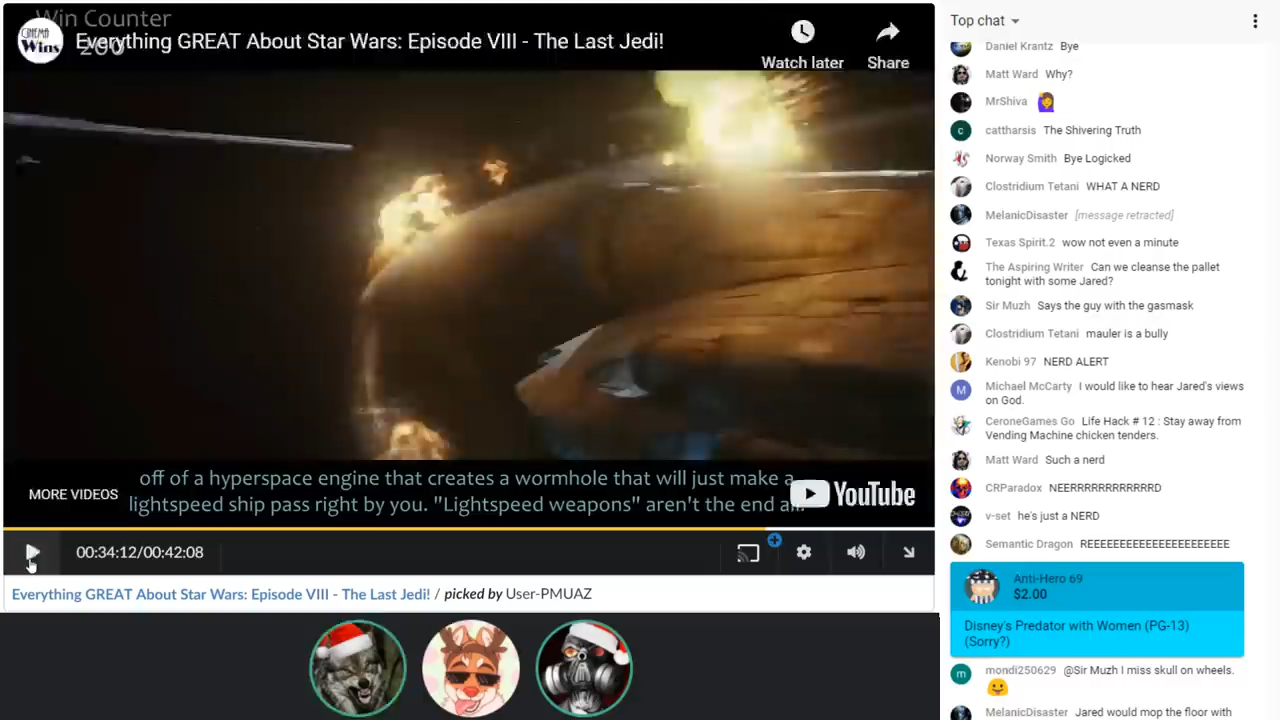 Win Counter
200
CINEMA
Wins
Everything GREAT About Star Wars: Episode VIII - The Last Jedi!
Watch later
Share
off of a hyperspace engine that creates a wormhole that will just make a
lightspeed ship pass right by you. "Lightspeed weapons" aren't the end a
MORE VIDEOS
YouTube
00:34:12/00:42:08
Everything GREAT About Star Wars: Episode VIII - The Last Jedi! / picked by User-PMUAZ
Top chat
Daniel Krantz Bye
Matt Ward Why?
MrShiva
c
cattharsis The Shivering Truth
Norway Smith Bye Logicked
Clostridium Tetani WHAT A NERD
MelanicDisaster [message retracted]
Texas Spirit.2 wow not even a minute
The Aspiring Writer Can we cleanse the pallet
tonight with some Jared?
Sir Muzh Says the guy with the gasmask
Clostridium Tetani mauler is a bully
Kenobi 97 NERD ALERT
M
Michael McCarty I would like to hear Jared's views
on God.
CeroneGames Go Life Hack # 12 : Stay away from
Vending Machine chicken tenders.
Matt Ward Such a nerd
CRParadox NEERRRRRRRRRRD
v-set he's just a NERD
Semantic Dragon REEEEEEEEEEEEEEEEEEEEEE
Anti-Hero 69
$2.00
Disney's Predator with Women (PG-13)
(Sorry?)
m
mondi250629 @Sir Muzh I miss skull on wheels.
MelanicDisaster Jared would mop the floor with